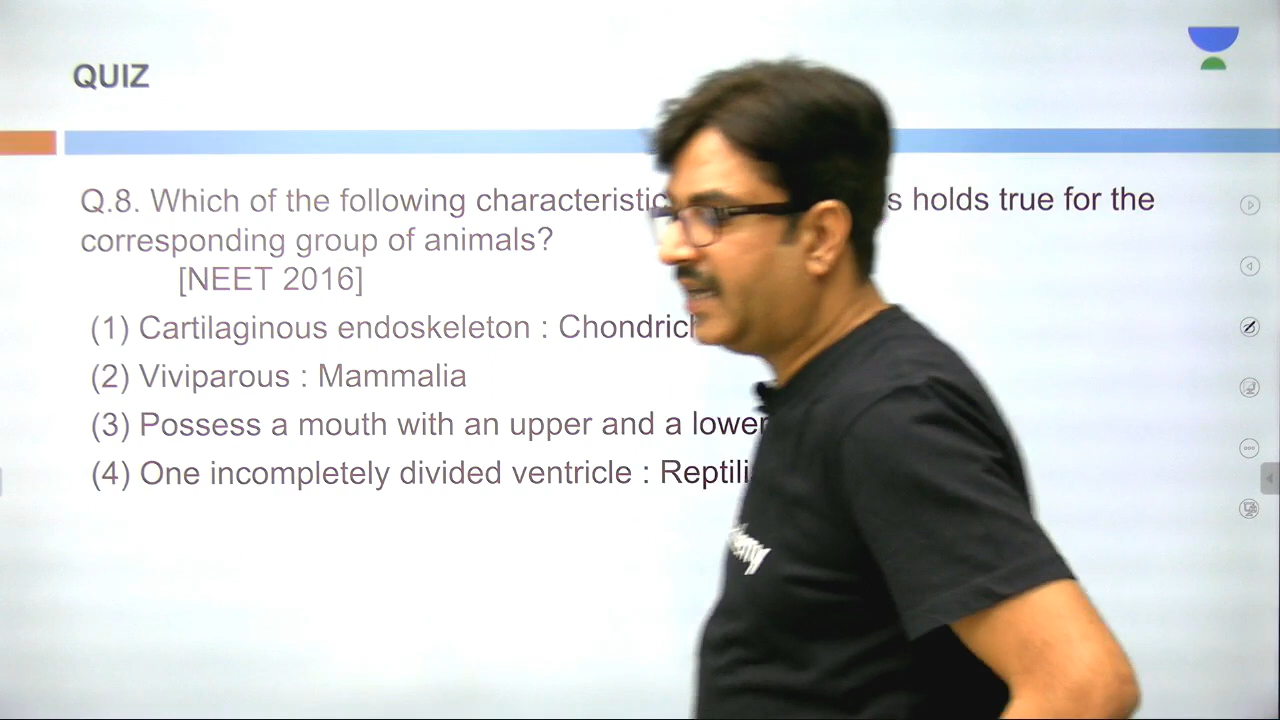 QUIZ
Q.8. Which of the following characteristic s holds true for the
corresponding group of animals?
[NEET 2016]
(1) Cartilaginous endoskeleton : Chondrich
(2) Viviparous : Mammalia
(3) Possess a mouth with an upper and a lower
(4) One incompletely divided ventricle : Reptili